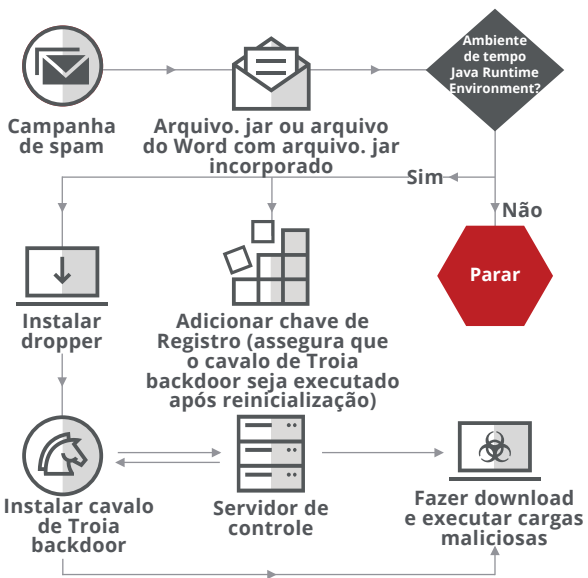 Campanha
de spam
Arquivo. jar ou arquivo
do Word com arquivo. jar
incorporado
Ambiente
de tempo
Java Runtime
Environment?
Sim
Não
Parar
Instalar
dropper
Adicionar chave de
Registro (assegura que
o cavalo de Troia
backdoor seja executado
após reinicialização)
Instalar cavalo
de Troia
backdoor
Servidor de
controle
Fazer download
e executar cargas
maliciosas